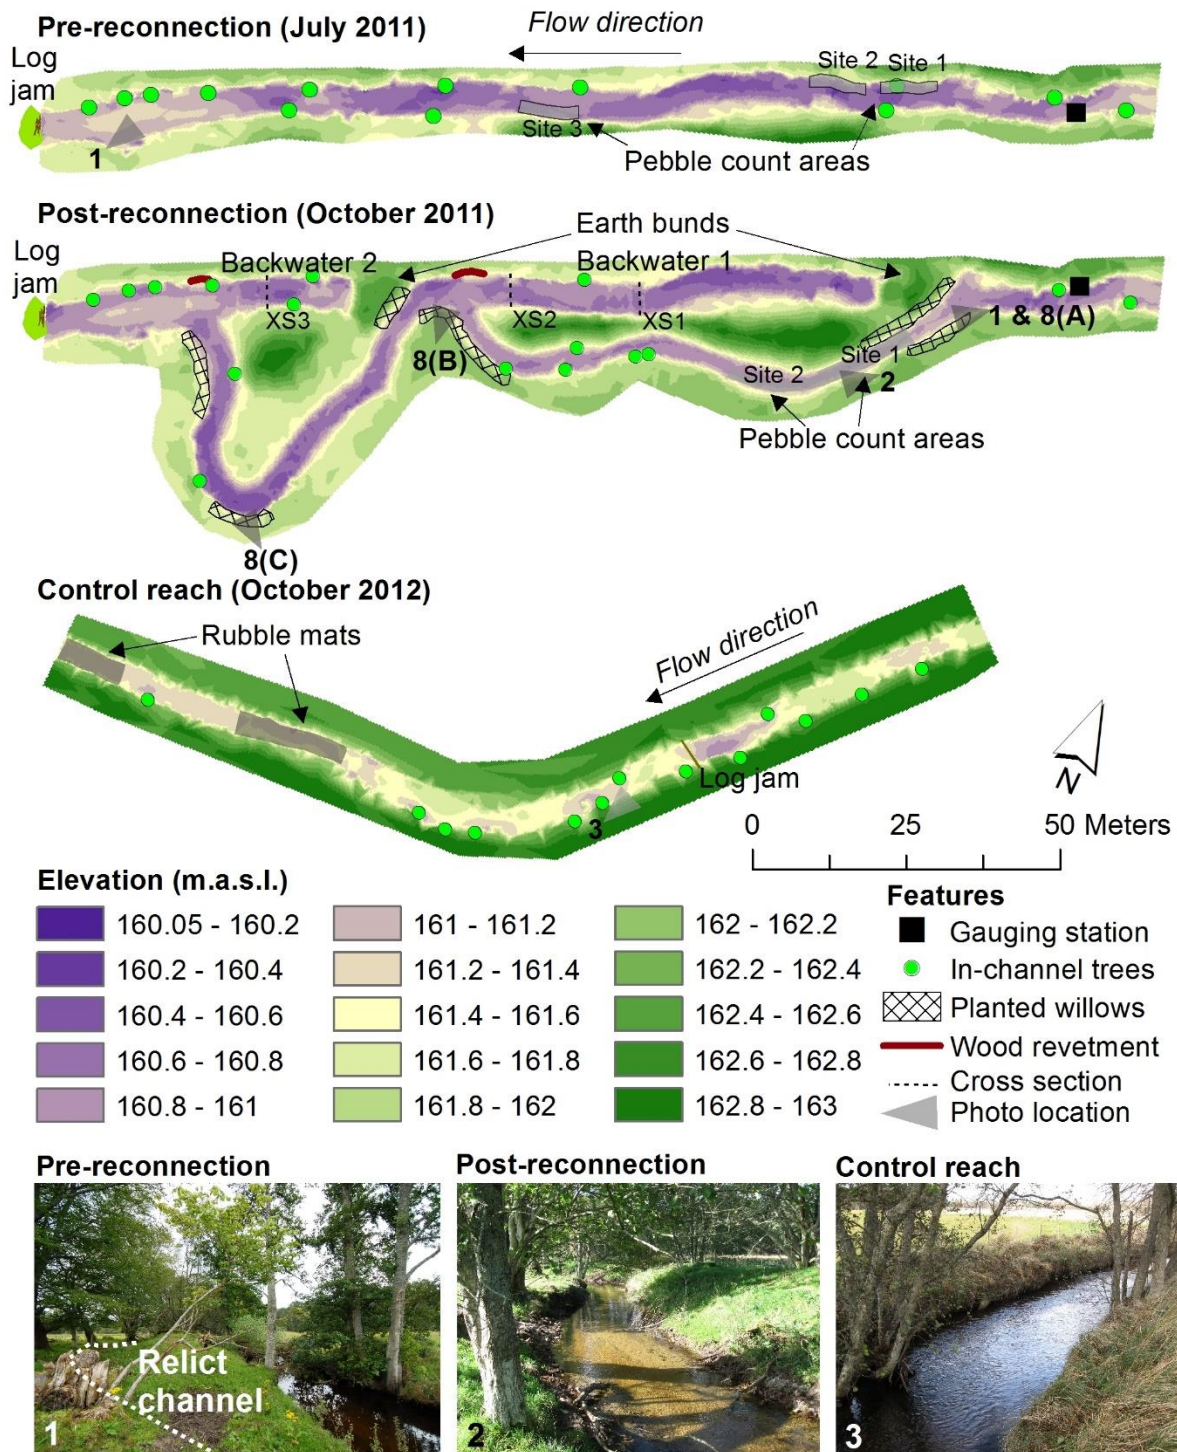 Pre-reconnection (July 2011)
Flow direction
Log
jam
Site 2
Site 1
Site 3
1
Pebble count areas
Post-reconnection (October 2011)
Earth bunds
Log
jam
Backwater 2
Backwater 1
XS3
XS2
XS1
1 & 8(A)
8(B)
Site 1
Site 2
2
Pebble count areas
8(C)
Control reach (October 2012)
Rubble mats
Flow direction
Log jam
3
N
0 25 50 Meters
Elevation (m.a.s.l.)
160.05 - 160.2
160.2 - 160.4
160.4 - 160.6
160.6 - 160.8
160.8 - 161
161 - 161.2
161.2 - 161.4
161.4 - 161.6
161.6 - 161.8
161.8 - 162
162 - 162.2
162.2 - 162.4
162.4 - 162.6
162.6 - 162.8
162.8 - 163
Features
Gauging station
In-channel trees
Planted willows
Wood revetment
Cross section
Photo location
Pre-reconnection
Relict
channel
1
Post-reconnection
2
Control reach
3